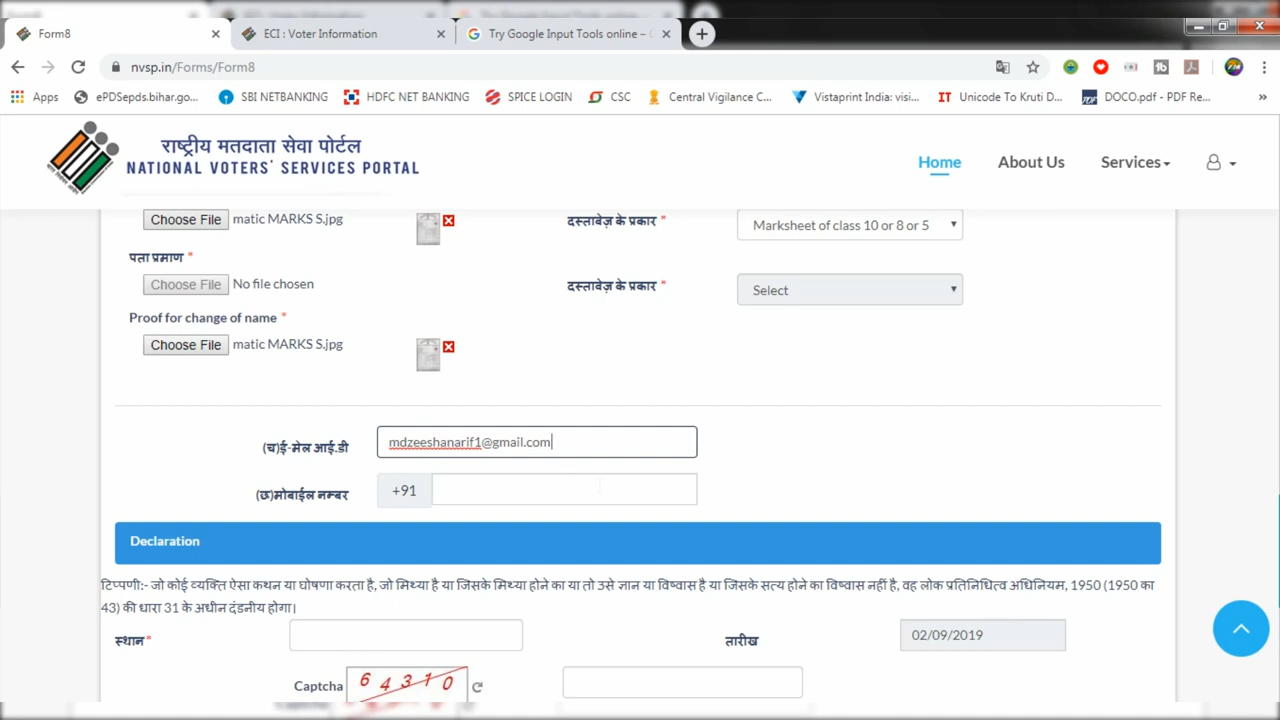 Form8
ECI : Voter Information
Try Google Input Tools online –
nvsp.in/Forms/Form8
Apps ePDSepds.bihar.go... SBI NETBANKING HDFC NET BANKING SPICE LOGIN CSC Central Vigilance C... Vistaprint India: visi... IT Unicode To Kruti D... DOCO.pdf - PDF Re... »
राष्ट्रीय मतदाता सेवा पोर्टल
NATIONAL VOTERS' SERVICES PORTAL
Home About Us Services
Choose File matic MARKS S.jpg दस्तावेज़ के प्रकार * Marksheet of class 10 or 8 or 5
पता प्रमाण *
Choose File No file chosen दस्तावेज़ के प्रकार * Select
Proof for change of name *
Choose File matic MARKS S.jpg
(च)ई-मेल आई.डी mdzeeshanarif1@gmail.com
(छ)मोबाईल नम्बर +91
Declaration
टिप्पणी:- जो कोई व्यक्ति ऐसा कथन या घोषणा करता है, जो मिथ्या है या जिसके मिथ्या होने का या तो उसे ज्ञान या विष्वास है या जिसके सत्य होने का विष्वास नहीं है, वह लोक प्रतिनिधित्व अधिनियम, 1950 (1950 का
43) की धारा 31 के अधीन दंडनीय होगा।
स्थान* तारीख 02/09/2019
Captcha 64310